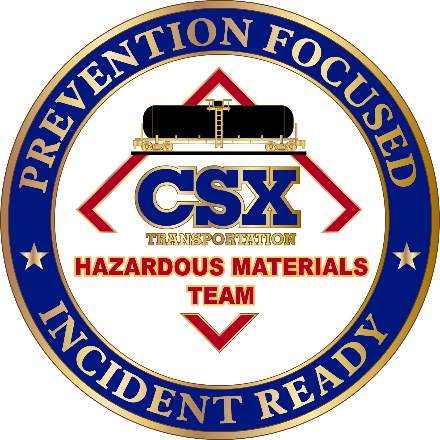 PREVENTION FOCUSED
CSX
TRANSPORTATION
HAZARDOUS MATERIALS
TEAM
INCIDENT READY